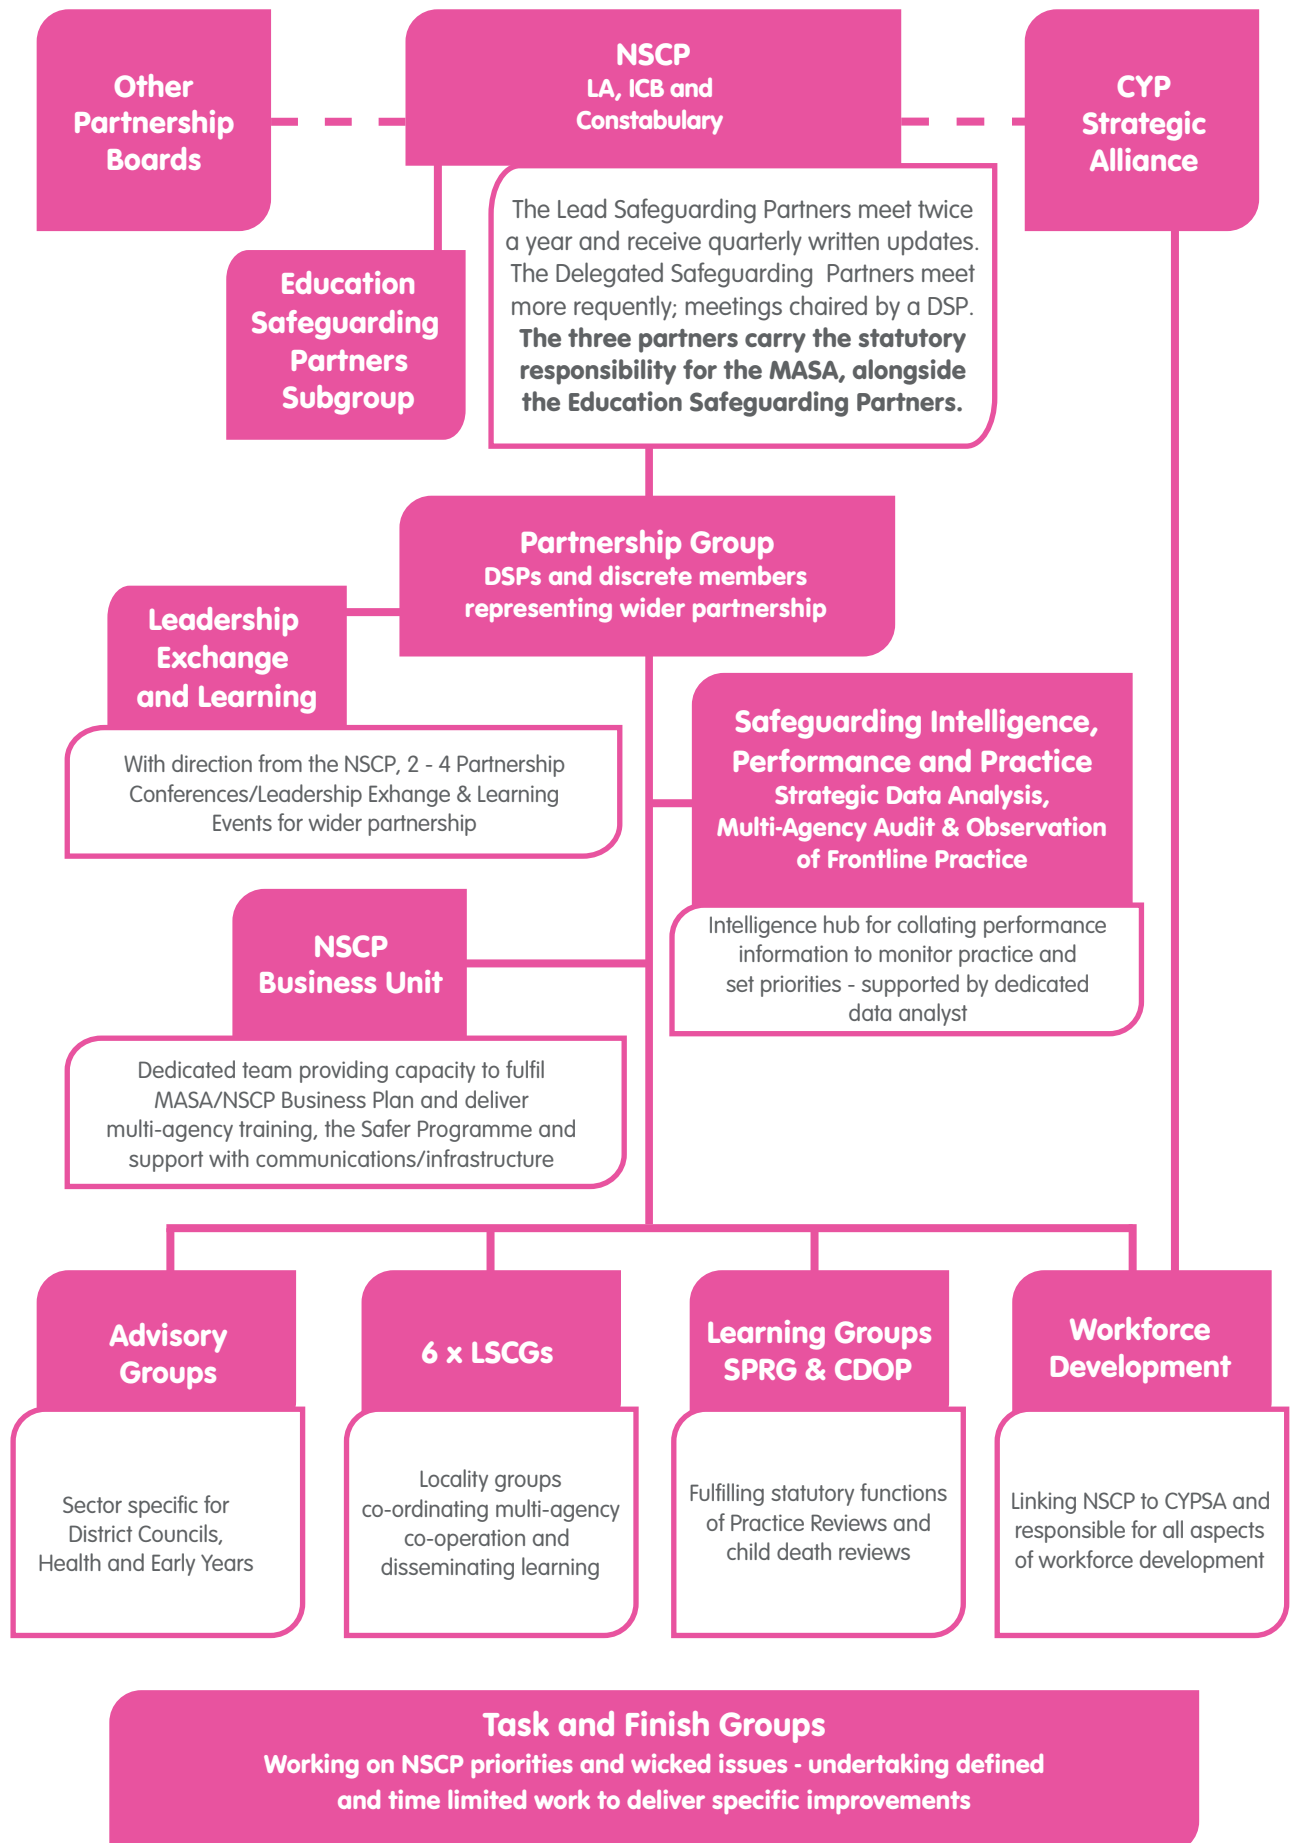 Other
Partnership
Boards
NSCP
LA, ICB and
Constabulary
CYP
Strategic
Alliance
The Lead Safeguarding Partners meet twice
a year and receive quarterly written updates.
The Delegated Safeguarding Partners meet
more requently; meetings chaired by a DSP.
The three partners carry the statutory
responsibility for the MASA, alongside
the Education Safeguarding Partners.
Education
Safeguarding
Partners
Subgroup
Partnership Group
DSPs and discrete members
representing wider partnership
Leadership
Exchange
and Learning
With direction from the NSCP, 2 - 4 Partnership
Conferences/Leadership Exhange & Learning
Events for wider partnership
Safeguarding Intelligence,
Performance and Practice
Strategic Data Analysis,
Multi-Agency Audit & Observation
of Frontline Practice
Intelligence hub for collating performance
information to monitor practice and
set priorities - supported by dedicated
data analyst
NSCP
Business Unit
Dedicated team providing capacity to fulfil
MASA/NSCP Business Plan and deliver
multi-agency training, the Safer Programme and
support with communications/infrastructure
Advisory
Groups
Sector specific for
District Councils,
Health and Early Years
6 x LSCGs
Locality groups
co-ordinating multi-agency
co-operation and
disseminating learning
Learning Groups
SPRG & CDOP
Fulfilling statutory functions
of Practice Reviews and
child death reviews
Workforce
Development
Linking NSCP to CYPSA and
responsible for all aspects
of workforce development
Task and Finish Groups
Working on NSCP priorities and wicked issues - undertaking defined
and time limited work to deliver specific improvements